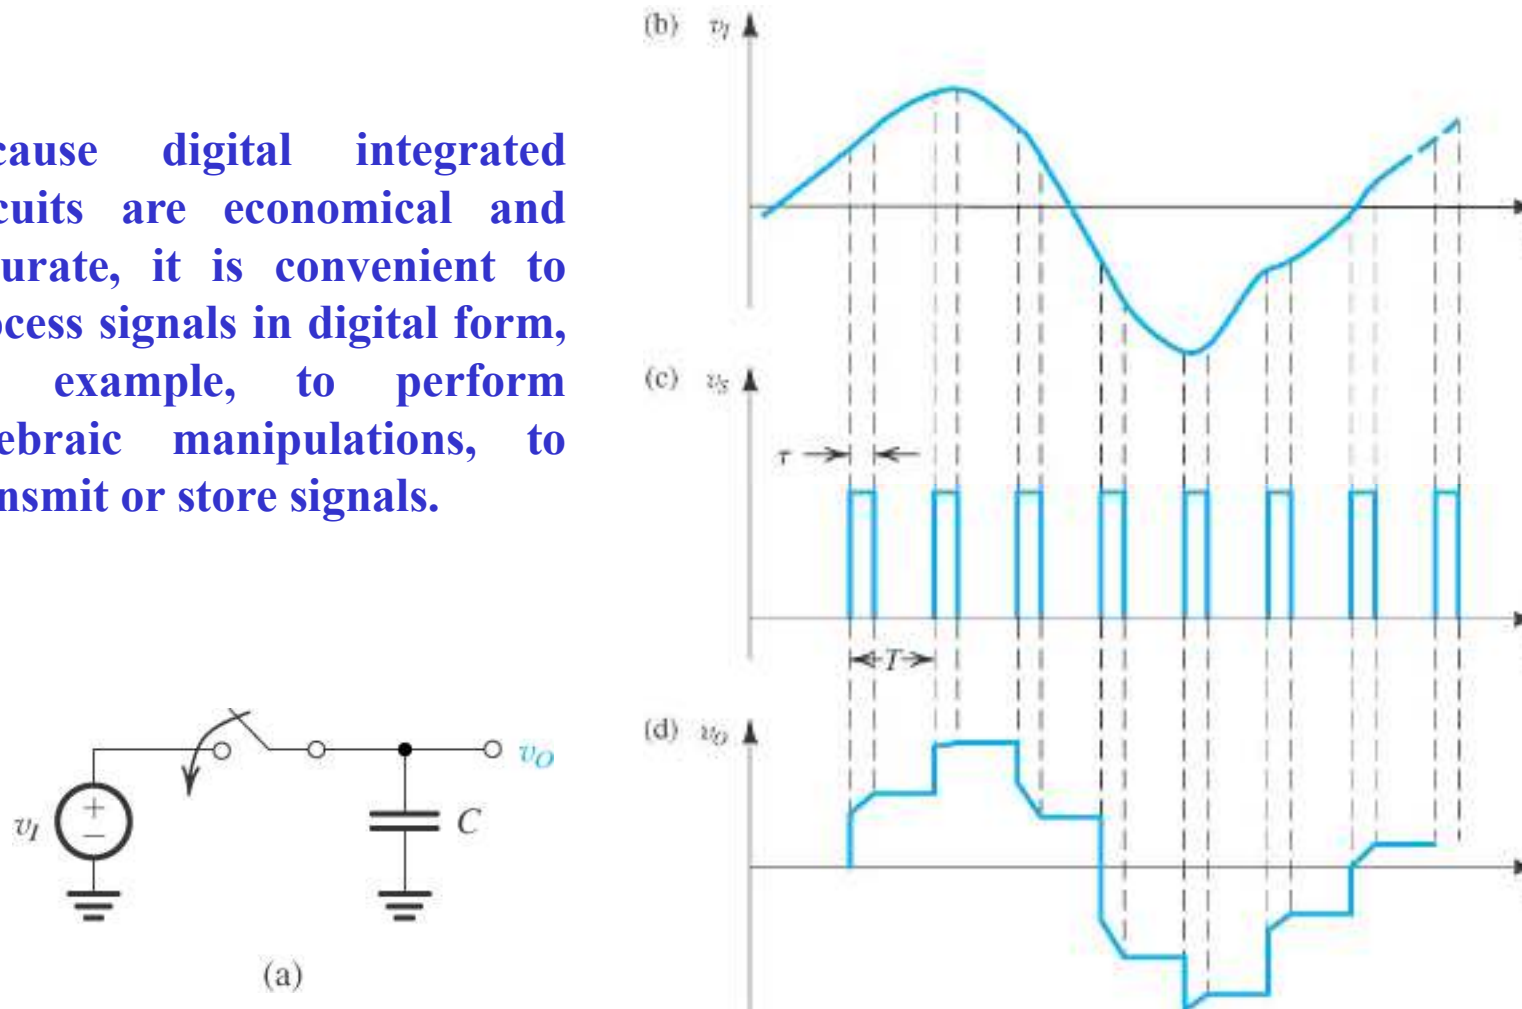 cause digital integrated
cuits are economical and
urate, it is convenient to
ocess signals in digital form,
example, to perform
ebraic manipulations, to
nsmit or store signals.
(b) v_I
(c) v_S
τ
T
(d) v_O
v_I
+
−
C
v_O
(a)